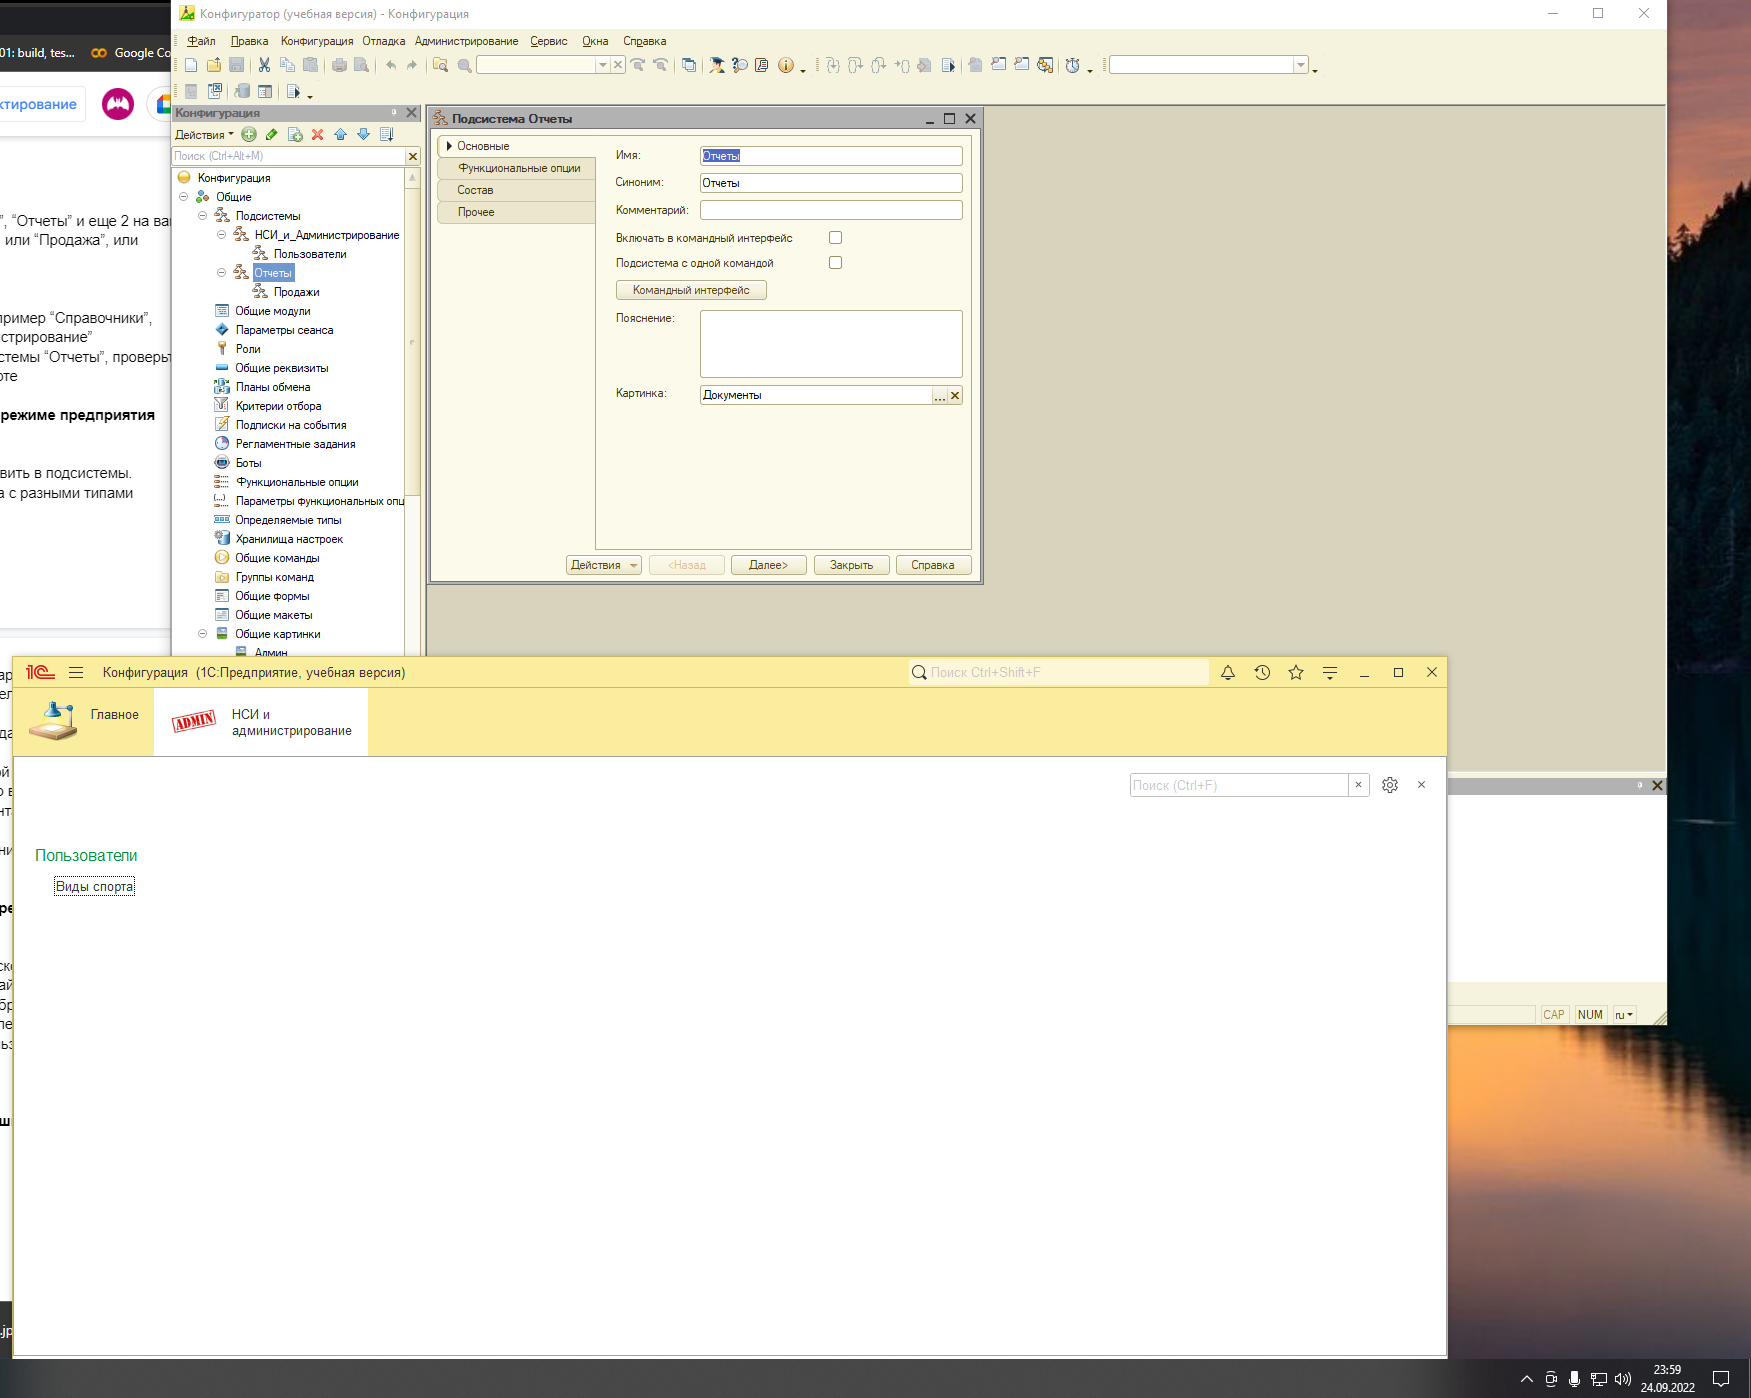 Конфигуратор (учебная версия) - Конфигурация
Файл Правка Конфигурация Отладка Администрирование Сервис Окна Справка
01: build, tes... Google Co
ктирование
Конфигурация
Действия
Поиск (Ctrl+Alt+M)
Конфигурация
Общие
Подсистемы
НСИ_и_Администрирование
Пользователи
Отчеты
Продажи
Общие модули
Параметры сеанса
Роли
Общие реквизиты
Планы обмена
Критерии отбора
Подписки на события
Регламентные задания
Боты
Функциональные опции
Параметры функциональных опц
Определяемые типы
Хранилища настроек
Общие команды
Группы команд
Общие формы
Общие макеты
Общие картинки
Админ
”, “Отчеты” и еще 2 на ва
или “Продажа”, или
пример “Справочники”,
стрирование”
стемы “Отчеты”, проверьт
оте
режиме предприятия
вить в подсистемы.
а с разными типами
Подсистема Отчеты
Основные
Функциональные опции
Состав
Прочее
Имя: Отчеты
Синоним: Отчеты
Комментарий:
Включать в командный интерфейс
Подсистема с одной командой
Командный интерфейс
Пояснение:
Картинка: Документы
...
Действия <Назад Далее> Закрыть Справка
1С Конфигурация (1С:Предприятие, учебная версия)
Поиск Ctrl+Shift+F
Главное
ADMIN
НСИ и
администрирование
Поиск (Ctrl+F)
Пользователи
Виды спорта
CAP NUM ru
.jp
23:59
24.09.2022